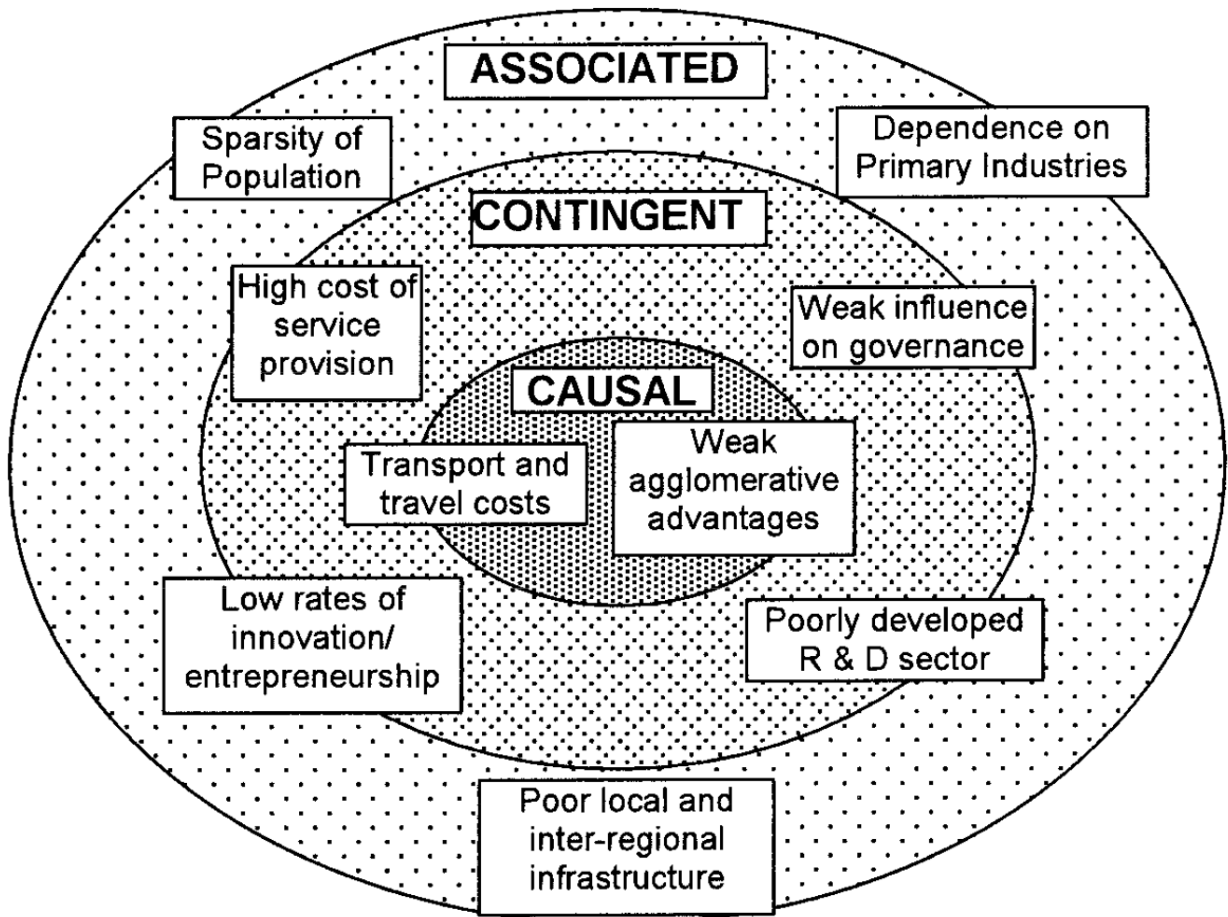 ASSOCIATED
Sparsity of
Population
Dependence on
Primary Industries
CONTINGENT
High cost of
service
provision
Weak influence
on governance
CAUSAL
Transport and
travel costs
Weak
agglomerative
advantages
Low rates of
innovation/
entrepreneurship
Poorly developed
R & D sector
Poor local and
inter-regional
infrastructure